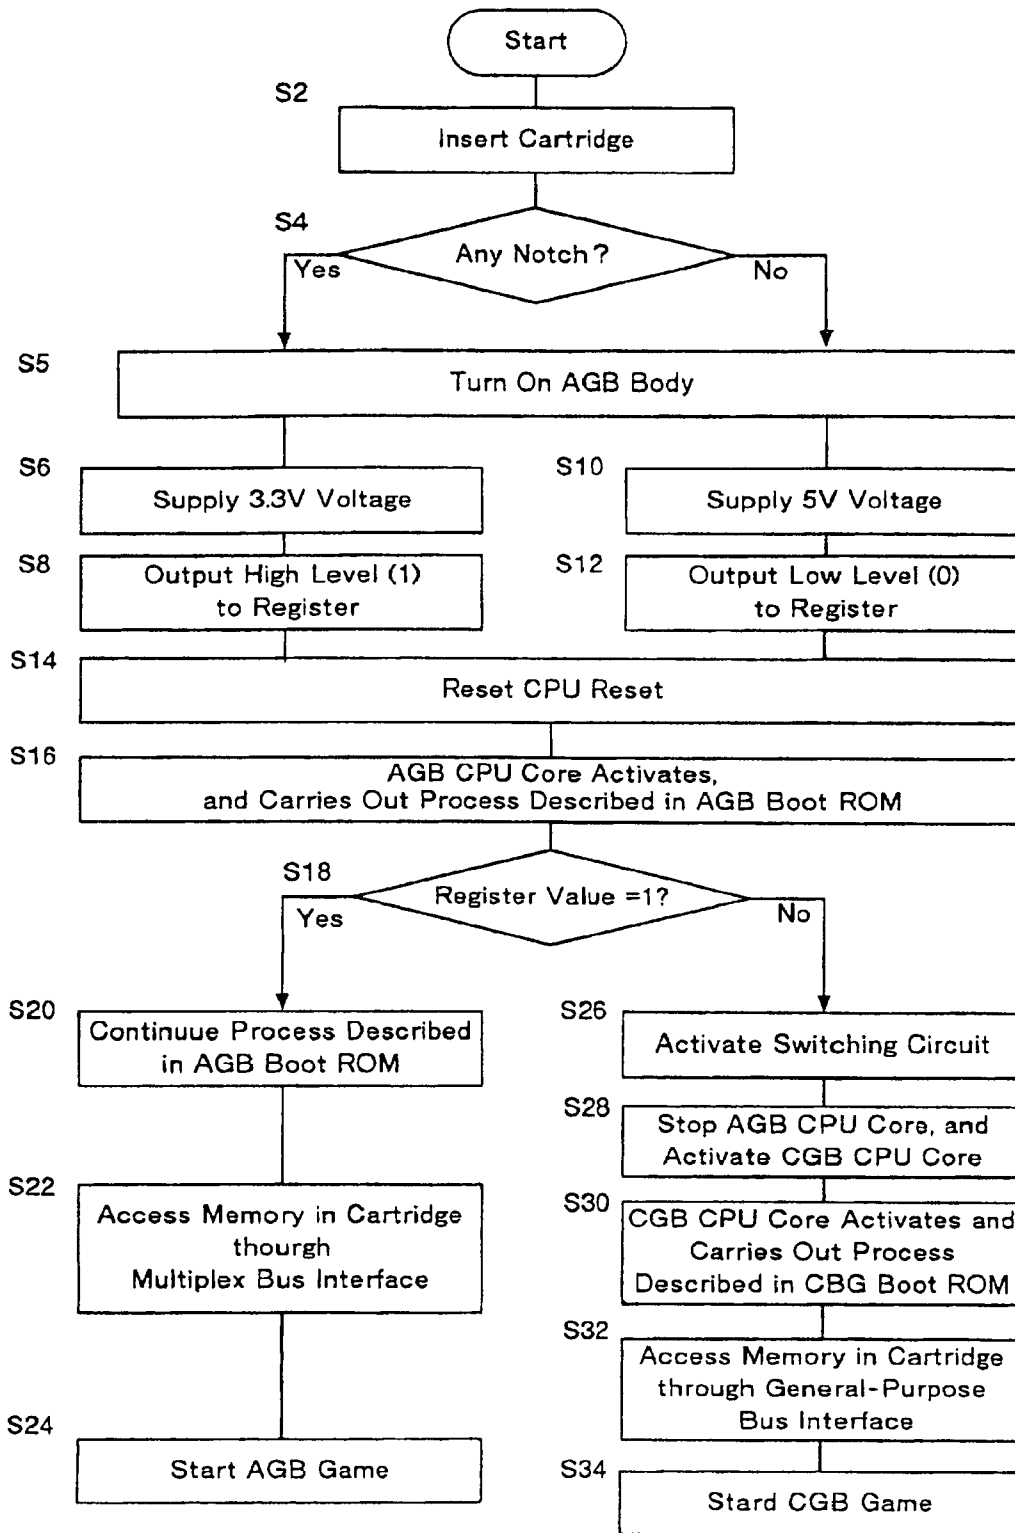 Start
S2
Insert Cartridge
S4
Any Notch?
Yes
No
S5
Turn On AGB Body
S6
Supply 3.3V Voltage
S10
Supply 5V Voltage
S8
Output High Level (1)
to Register
S12
Output Low Level (0)
to Register
S14
Reset CPU Reset
S16
AGB CPU Core Activates,
and Carries Out Process Described in AGB Boot ROM
S18
Register Value =1?
Yes
No
S20
Continuue Process Described
in AGB Boot ROM
S26
Activate Switching Circuit
S28
Stop AGB CPU Core, and
Activate CGB CPU Core
S22
Access Memory in Cartridge
thourgh
Multiplex Bus Interface
S30
CGB CPU Core Activates and
Carries Out Process
Described in CBG Boot ROM
S32
Access Memory in Cartridge
through General-Purpose
Bus Interface
S24
Start AGB Game
S34
Stard CGB Game